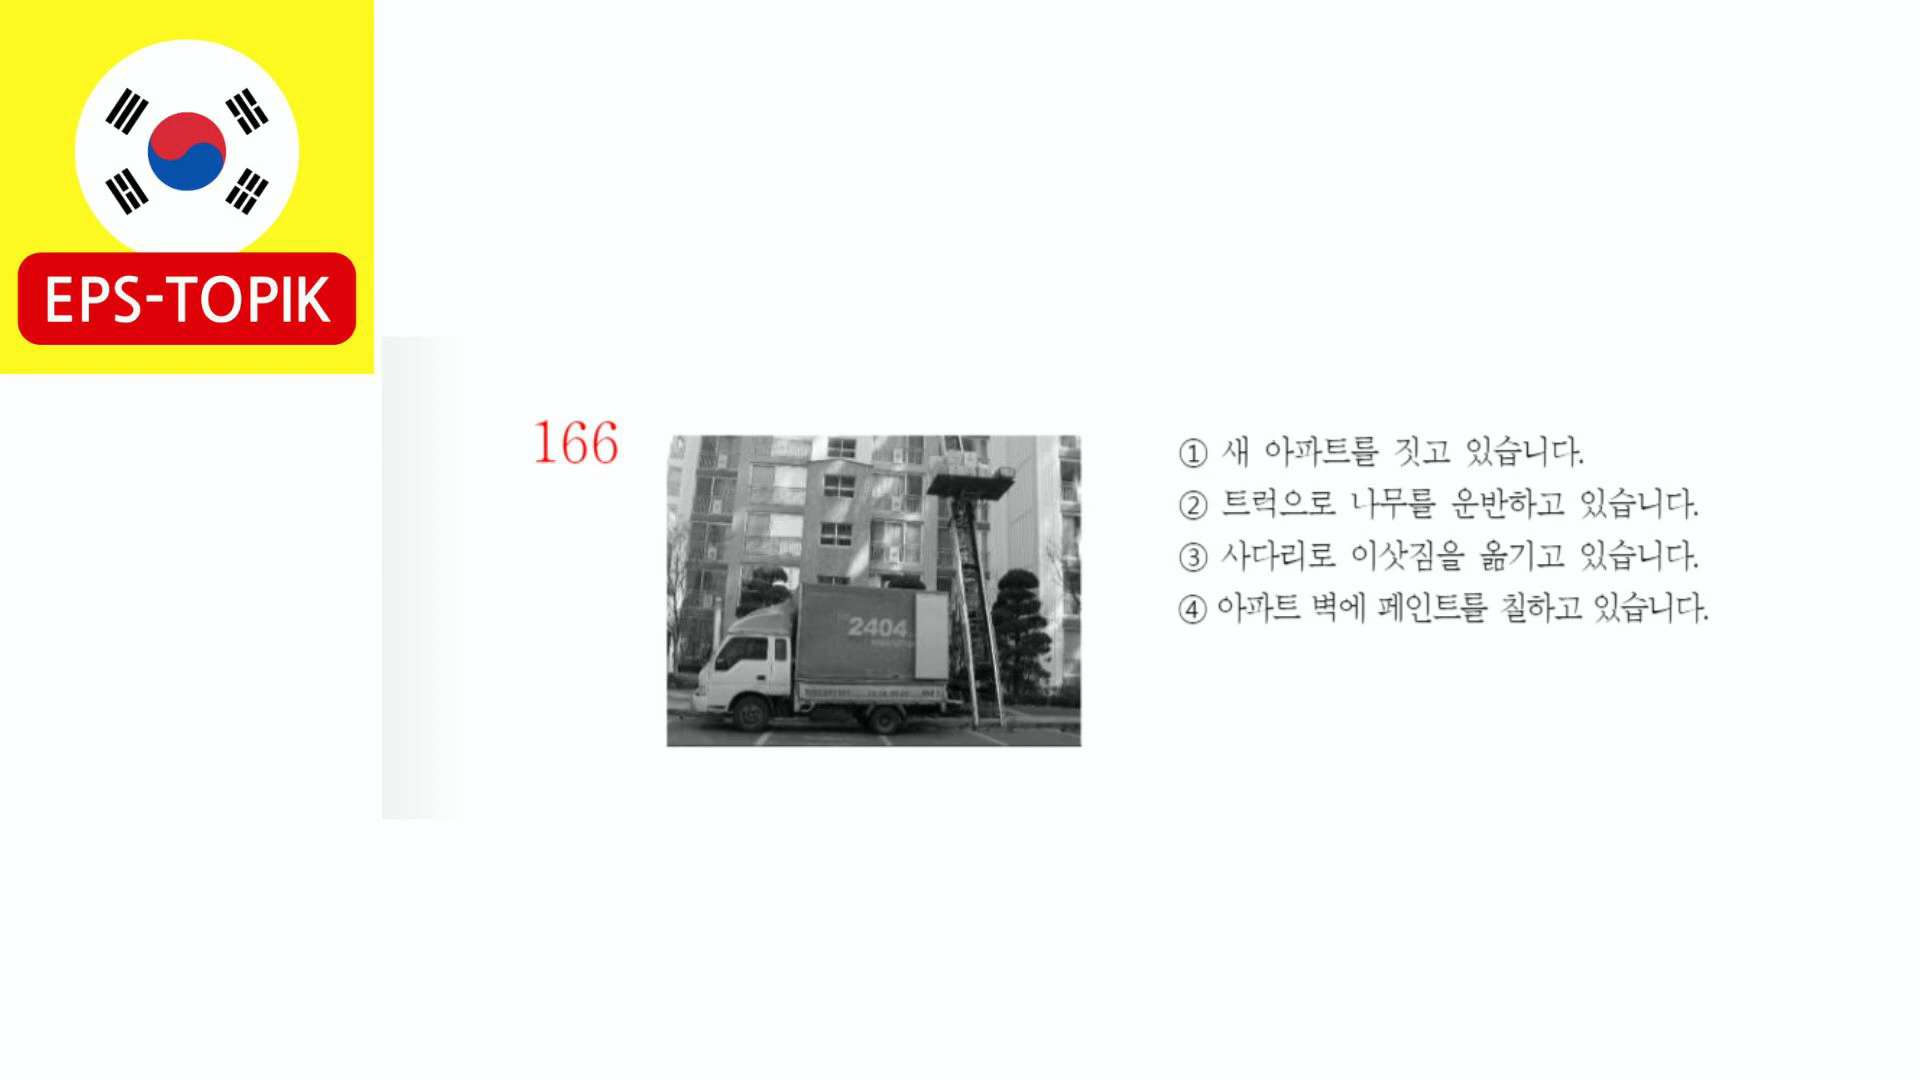 EPS-TOPIK
166
2404
① 새 아파트를 짓고 있습니다.
② 트럭으로 나무를 운반하고 있습니다.
③ 사다리로 이삿짐을 옮기고 있습니다.
④ 아파트 벽에 페인트를 칠하고 있습니다.